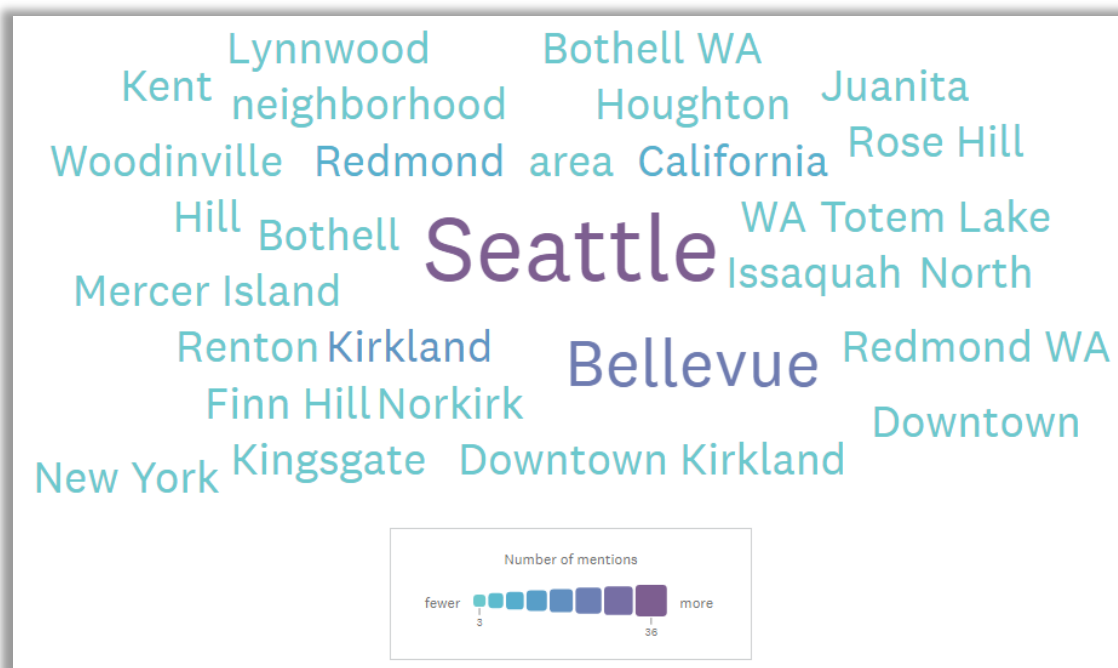 Lynnwood Bothell WA
Kent Juanita
neighborhood Houghton
Woodinville Redmond area California Rose Hill
Hill Bothell Seattle WA Totem Lake
Mercer Island Issaquah North
Renton Kirkland Bellevue Redmond WA
Finn Hill Norkirk Downtown
New York Kingsgate Downtown Kirkland
Number of mentions
fewer more
3 36